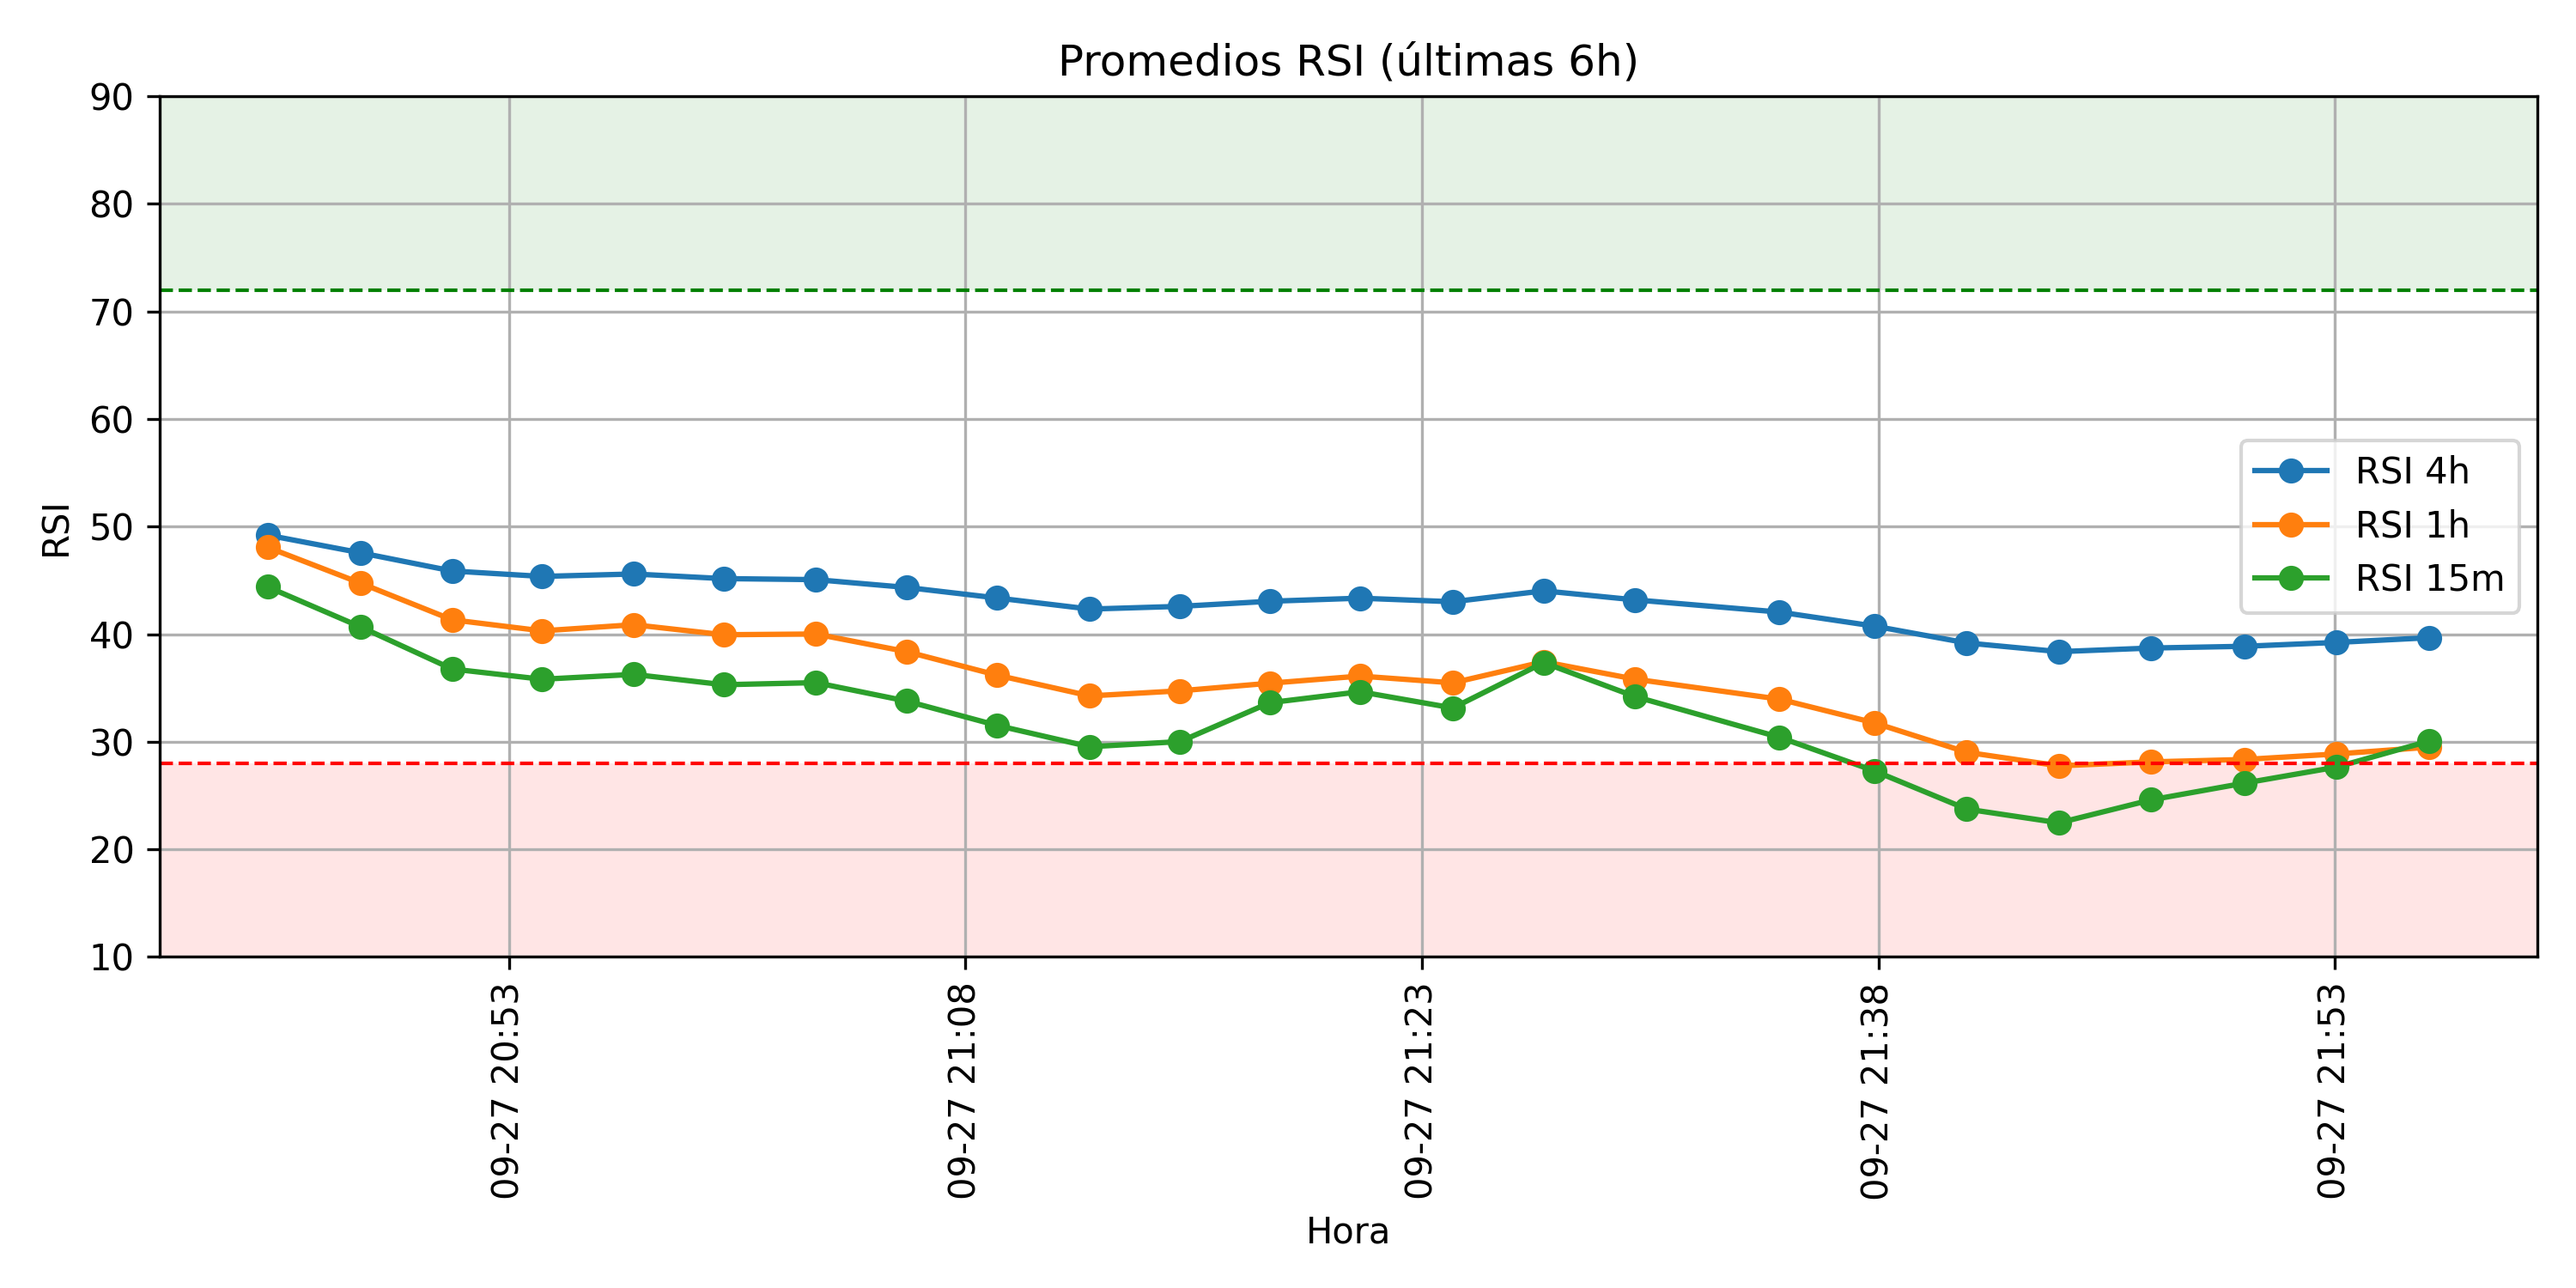 Promedios RSI (últimas 6h)
90
80
70
60
50
40
30
20
10
RSI
RSI 4h
RSI 1h
RSI 15m
09-27 20:53
09-27 21:08
09-27 21:23
09-27 21:38
09-27 21:53
Hora